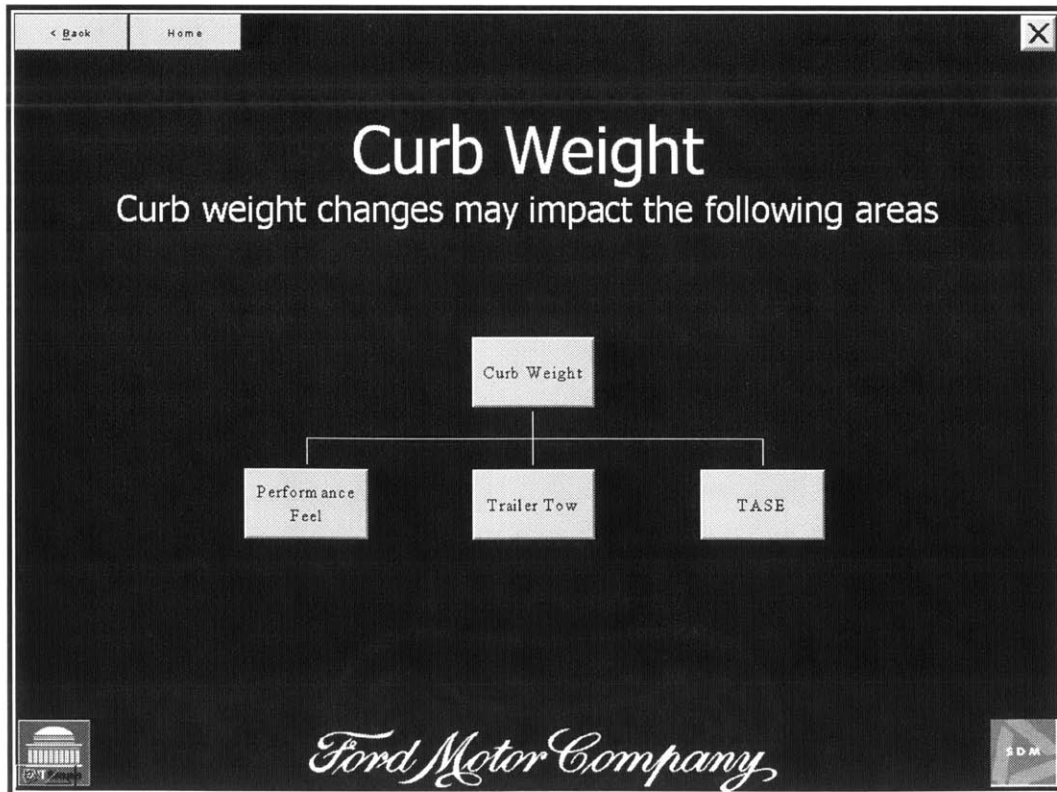 < Back
Home
X
Curb Weight
Curb weight changes may impact the following areas
Curb Weight
Performance
Feel
Trailer Tow
TASE
Ford Motor Company
SDM